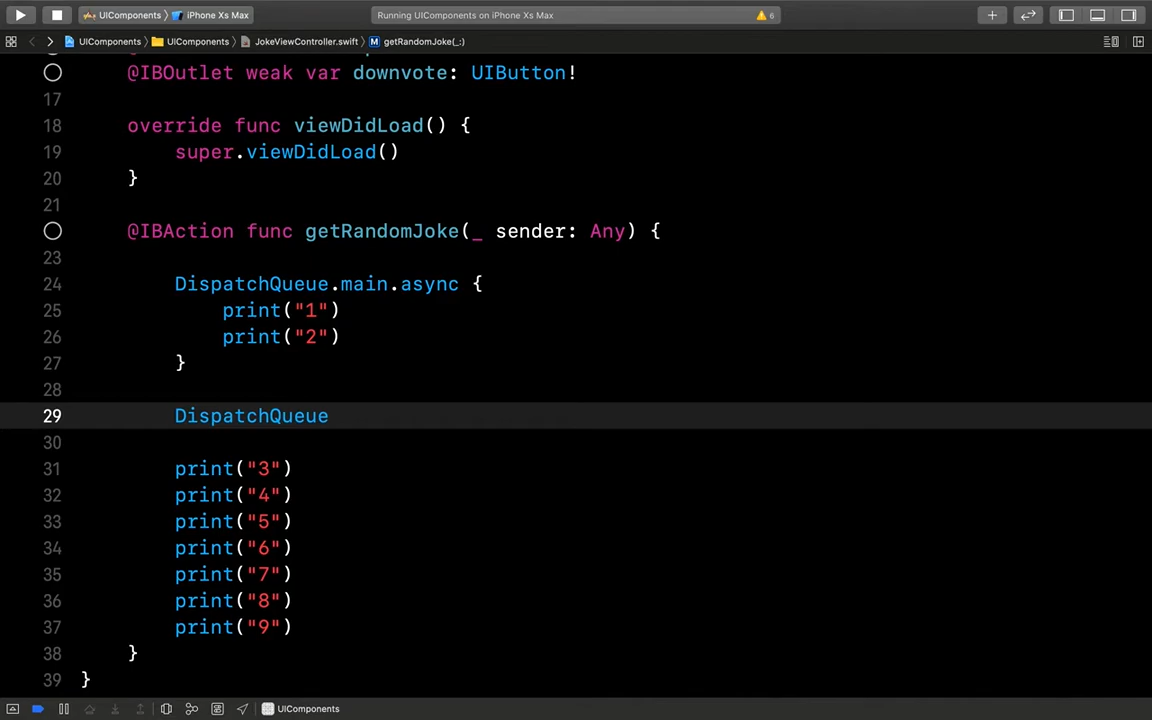 UIComponents 〉 iPhone Xs Max
Running UIComponents on iPhone Xs Max
6
UIComponents 〉 UIComponents 〉 JokeViewController.swift 〉 M getRandomJoke(_:)
@IBOutlet weak var downvote: UIButton!
17
18 override func viewDidLoad() {
19 super.viewDidLoad()
20 }
21
@IBAction func getRandomJoke(_ sender: Any) {
23
24 DispatchQueue.main.async {
25 print("1")
26 print("2")
27 }
28
29 DispatchQueue
30
31 print("3")
32 print("4")
33 print("5")
34 print("6")
35 print("7")
36 print("8")
37 print("9")
38 }
39 }
UIComponents